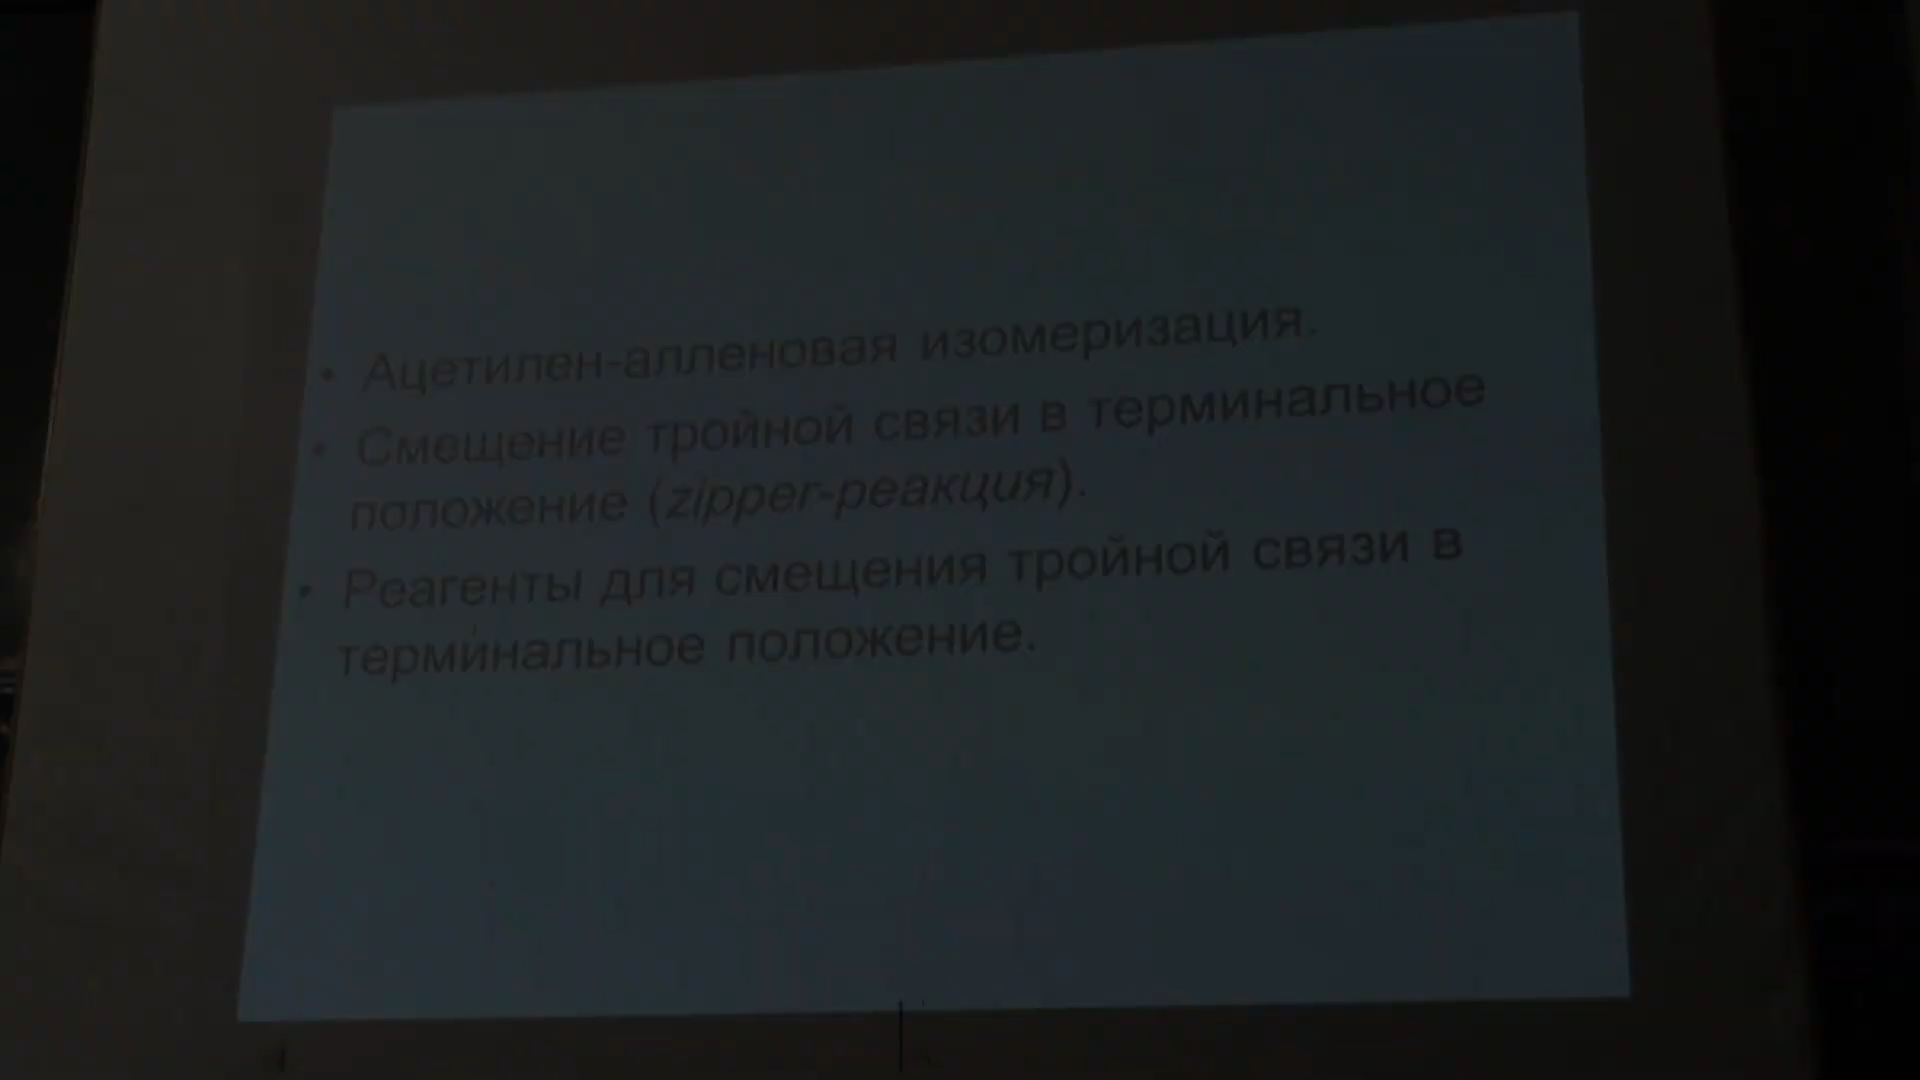 • Ацетилен-алленовая изомеризация.
• Смещение тройной связи в терминальное
положение (zipper-реакция).
• Реагенты для смещения тройной связи в
терминальное положение.